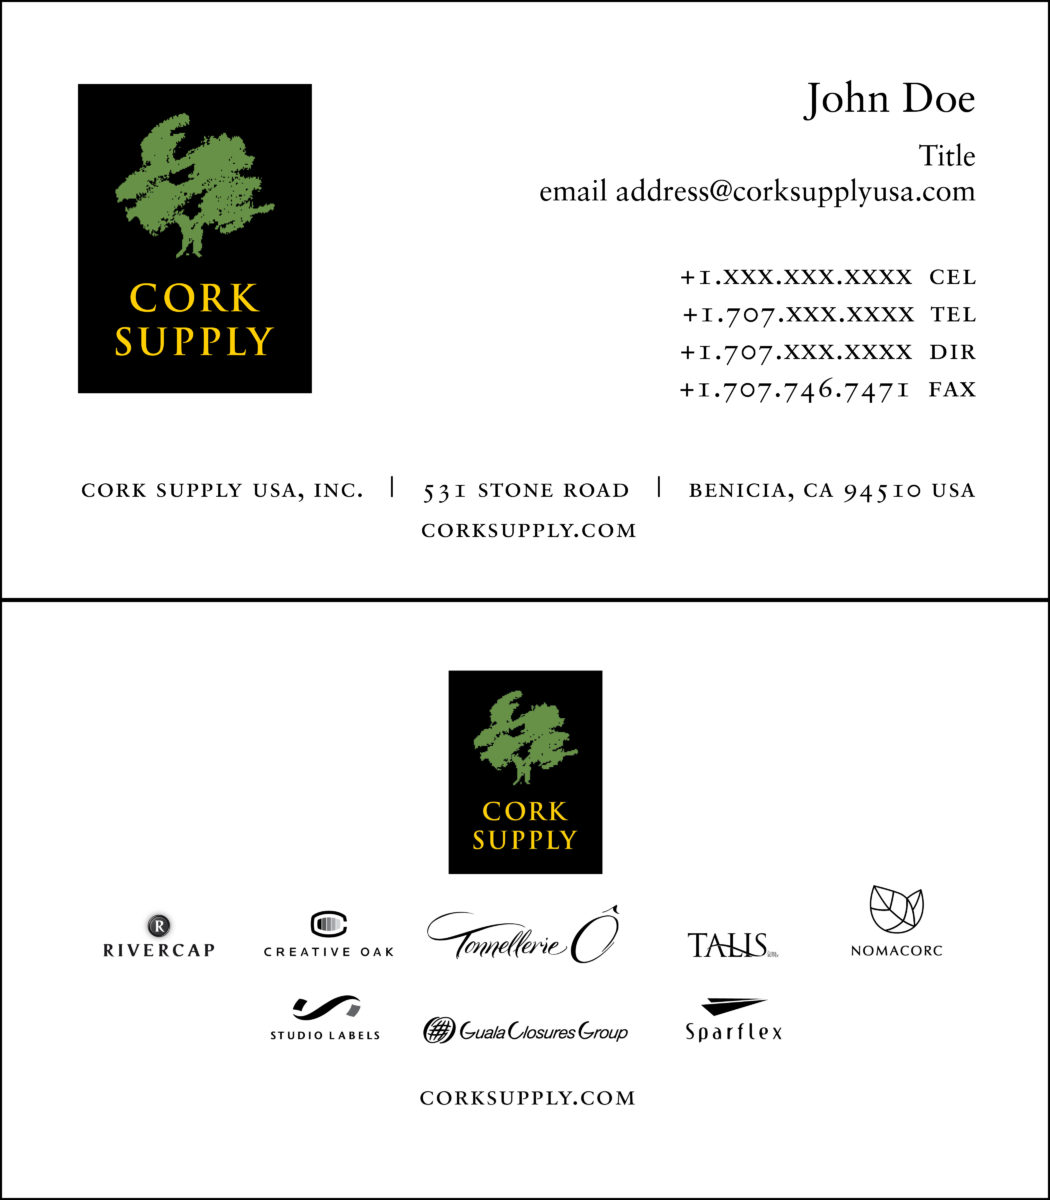 CORK
SUPPLY
John Doe
Title
email address@corksupplyusa.com
+1.XXX.XXX.XXXX CEL
+1.707.XXX.XXXX TEL
+1.707.XXX.XXXX DIR
+1.707.746.7471 FAX
CORK SUPPLY USA, INC. | 531 STONE ROAD | BENICIA, CA 94510 USA
CORKSUPPLY.COM
CORK
SUPPLY
R
RIVERCAP
CREATIVE OAK
Tonnellerie Ô
TALIS
NOMACORC
STUDIO LABELS
Guala Closures Group
Sparflex
CORKSUPPLY.COM